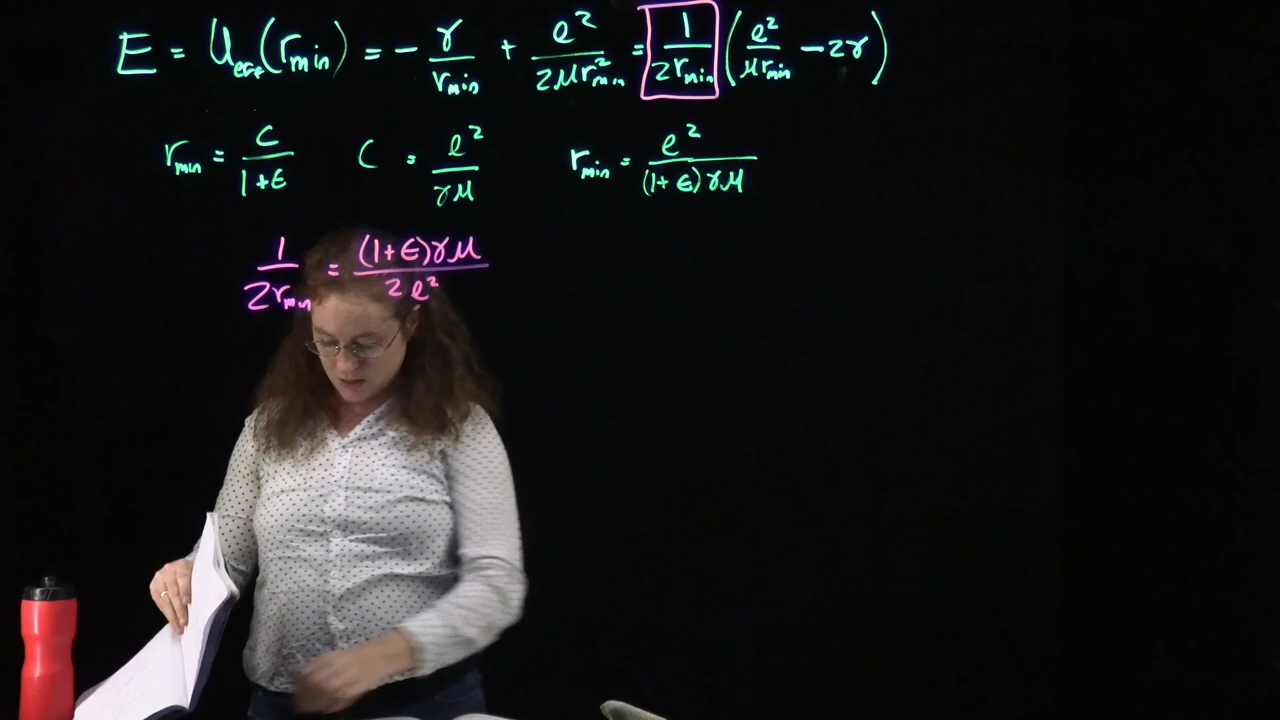 E = U_eff(r_min) = - γ/r_min + ℓ²/2μr²_min = 1/2r_min (ℓ²/μr_min - 2γ)
r_min = c/1+ε   c = ℓ²/γμ   r_min = ℓ²/(1+ε)γμ
1/2r_min = (1+ε)γμ/2ℓ²